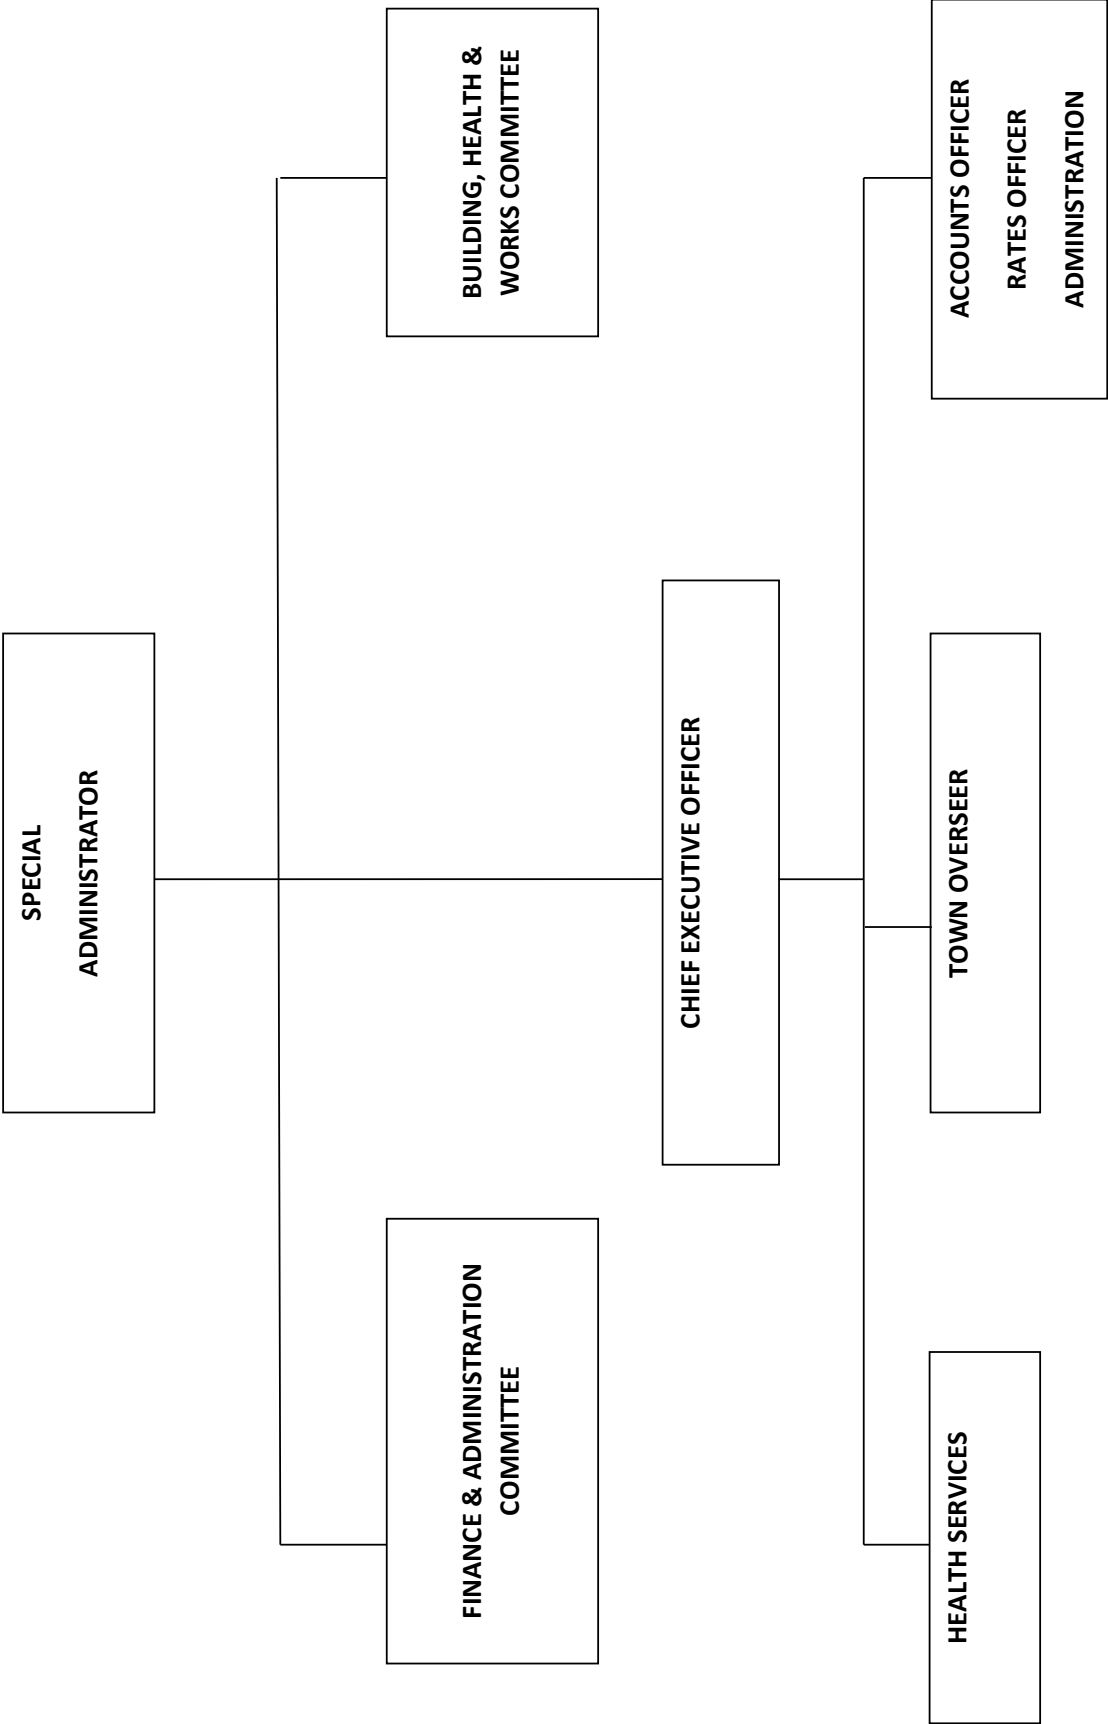 SPECIAL
ADMINISTRATOR
FINANCE & ADMINISTRATION
COMMITTEE
BUILDING, HEALTH &
WORKS COMMITTEE
CHIEF EXECUTIVE OFFICER
HEALTH SERVICES
TOWN OVERSEER
ACCOUNTS OFFICER
RATES OFFICER
ADMINISTRATION